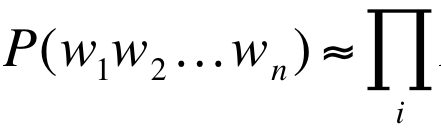 P(w₁w₂…wₙ) ≈ ∏ᵢ